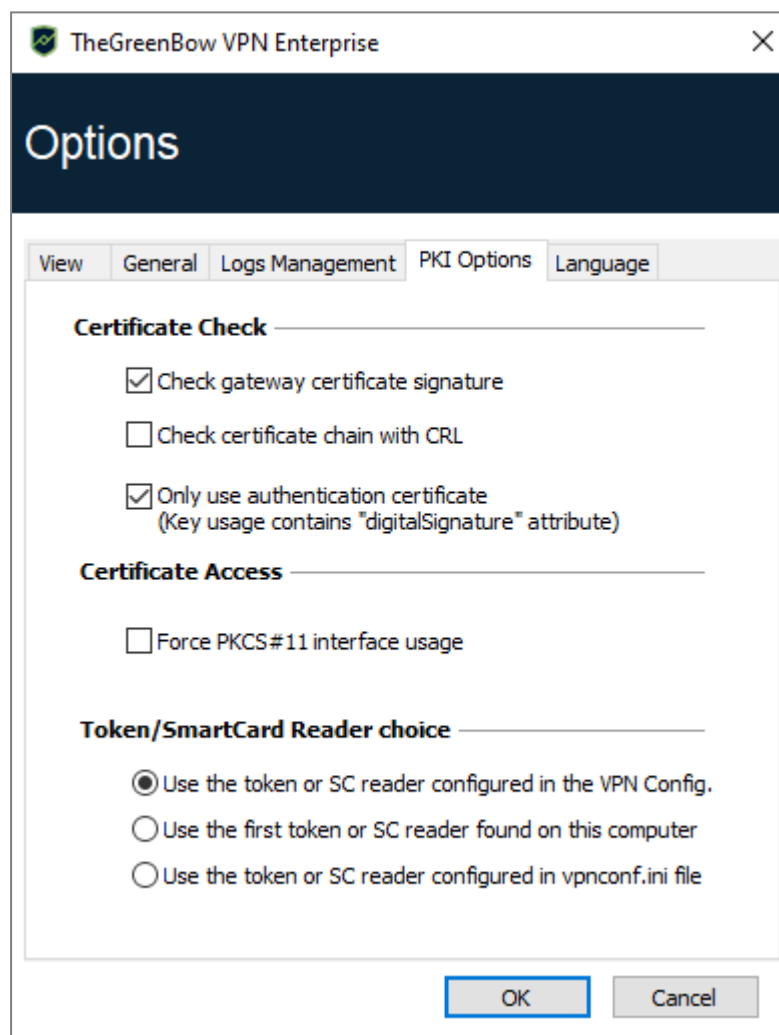 TheGreenBow VPN Enterprise
Options
View General Logs Management PKI Options Language
Certificate Check
Check gateway certificate signature
Check certificate chain with CRL
Only use authentication certificate
(Key usage contains "digitalSignature" attribute)
Certificate Access
Force PKCS#11 interface usage
Token/SmartCard Reader choice
Use the token or SC reader configured in the VPN Config.
Use the first token or SC reader found on this computer
Use the token or SC reader configured in vpnconf.ini file
OK Cancel